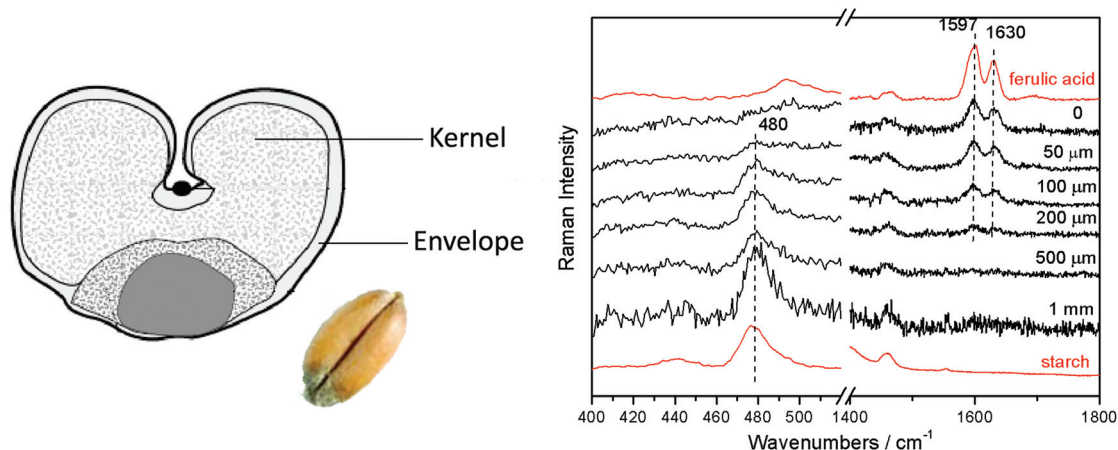 Kernel
Envelope
1597
1630
ferulic acid
0
480
50 μm
100 μm
200 μm
500 μm
1 mm
starch
Raman Intensity
400 420 440 460 480 500 520 1400 1600 1800
Wavenumbers / cm⁻¹